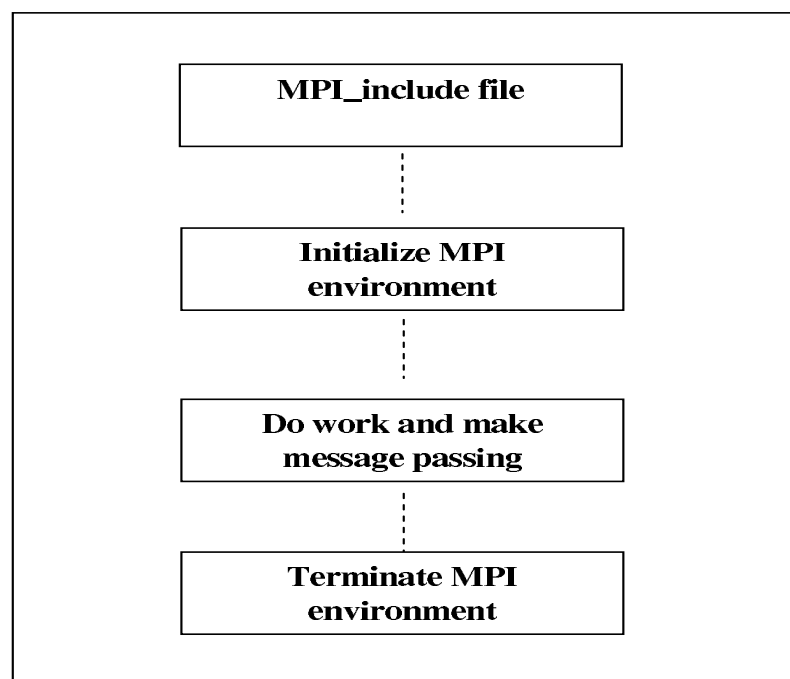 MPI_include file
Initialize MPI
environment
Do work and make
message passing
Terminate MPI
environment